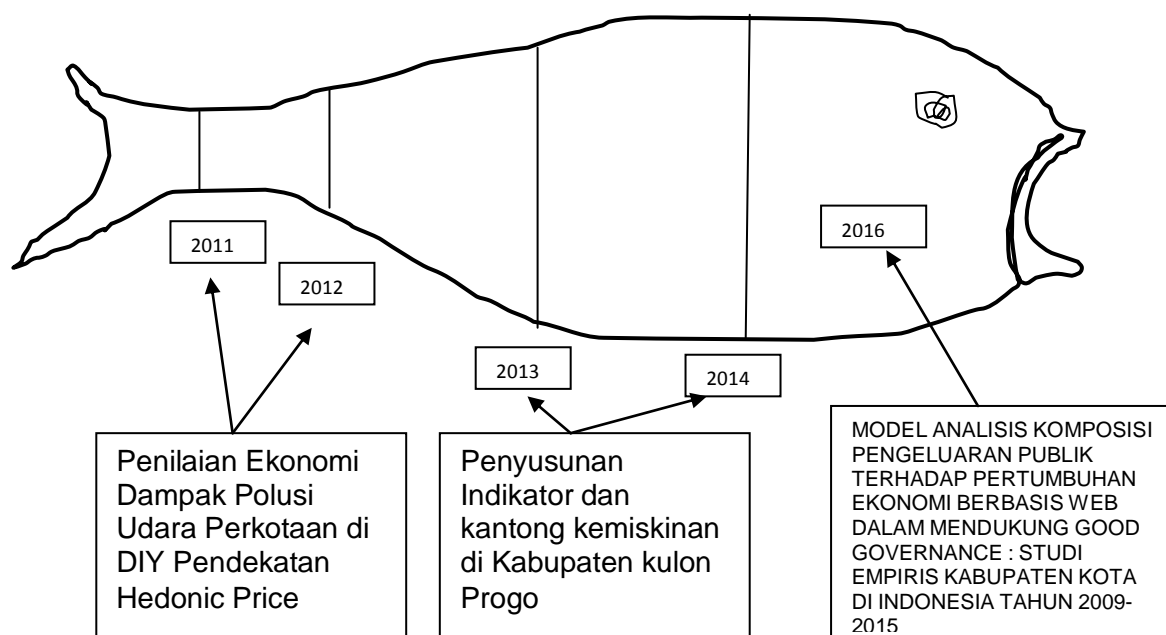 2011
2012
2013
2014
2016
Penilaian Ekonomi
Dampak Polusi
Udara Perkotaan di
DIY Pendekatan
Hedonic Price
Penyusunan
Indikator dan
kantong kemiskinan
di Kabupaten kulon
Progo
MODEL ANALISIS KOMPOSISI
PENGELUARAN PUBLIK
TERHADAP PERTUMBUHAN
EKONOMI BERBASIS WEB
DALAM MENDUKUNG GOOD
GOVERNANCE : STUDI
EMPIRIS KABUPATEN KOTA
DI INDONESIA TAHUN 2009-
2015